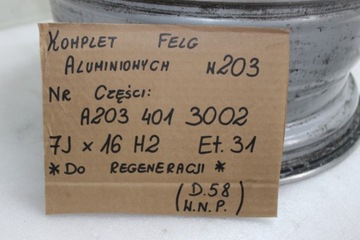 KOMPLET FELG
ALUMINIOWYCH W203
NR CZĘŚCI:
A203 401 3002
7J x 16 H2 Et. 31
* DO REGENERACJI *
(D.58
N.N.P.)